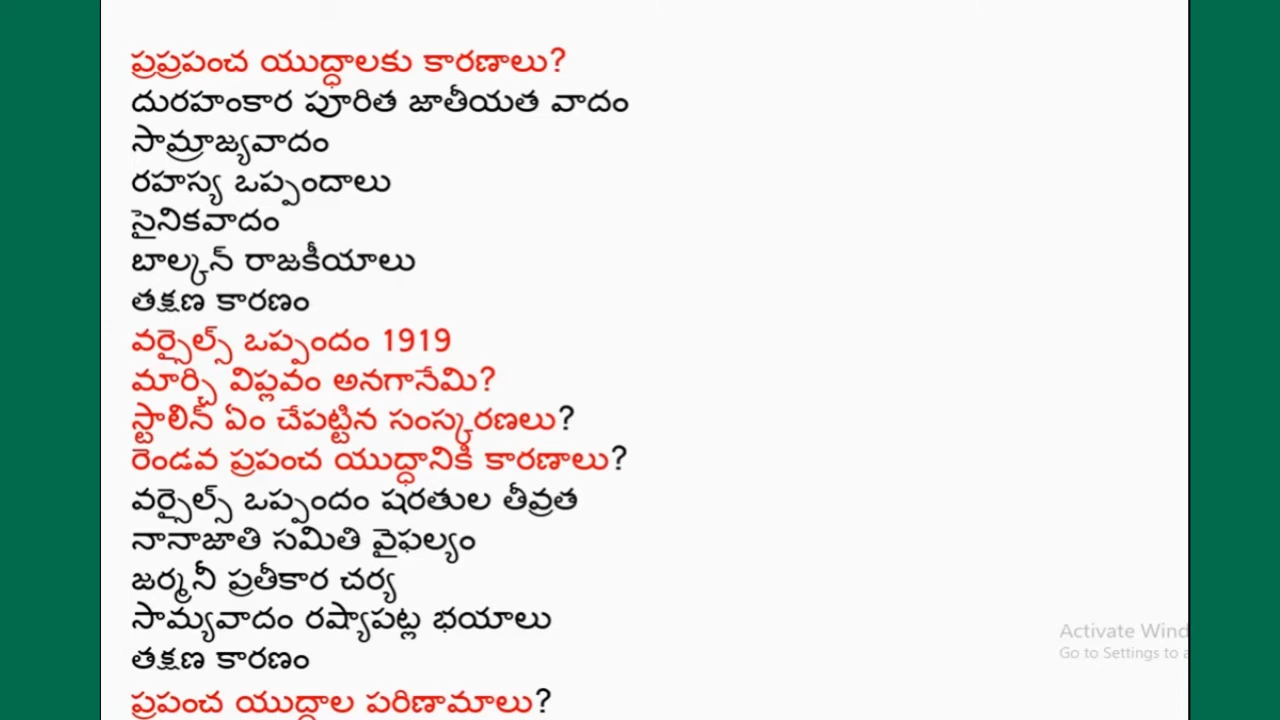 ప్రప్రపంచ యుద్ధాలకు కారణాలు?
దురహంకార పూరిత జాతీయత వాదం
సామ్రాజ్యవాదం
రహస్య ఒప్పందాలు
సైనికవాదం
బాల్కన్ రాజకీయాలు
తక్షణ కారణం
వర్సైల్స్ ఒప్పందం 1919
మార్చి విప్లవం అనగానేమి?
స్టాలిన్ ఏం చేపట్టిన సంస్కరణలు?
రెండవ ప్రపంచ యుద్ధానికి కారణాలు?
వర్సైల్స్ ఒప్పందం షరతుల తీవ్రత
నానాజాతి సమితి వైఫల్యం
జర్మనీ ప్రతీకార చర్య
సామ్యవాదం రష్యాపట్ల భయాలు
తక్షణ కారణం
ప్రపంచ యుద్ధాల పరిణామాలు?
Activate Wind
Go to Settings to a